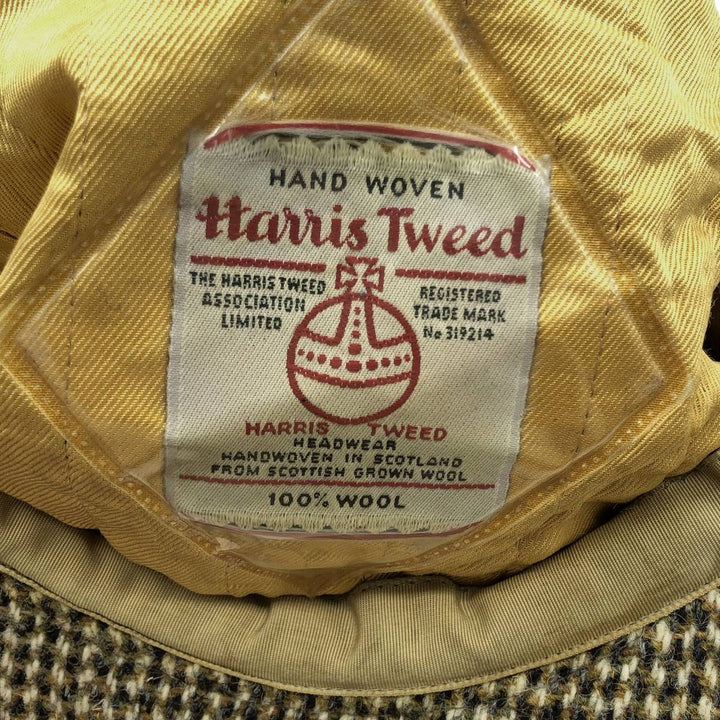 HAND WOVEN
Harris Tweed
THE HARRIS TWEED
ASSOCIATION
LIMITED
REGISTERED
TRADE MARK
No 319214
HARRIS TWEED
HEADWEAR
HANDWOVEN IN SCOTLAND
FROM SCOTTISH GROWN WOOL
100% WOOL